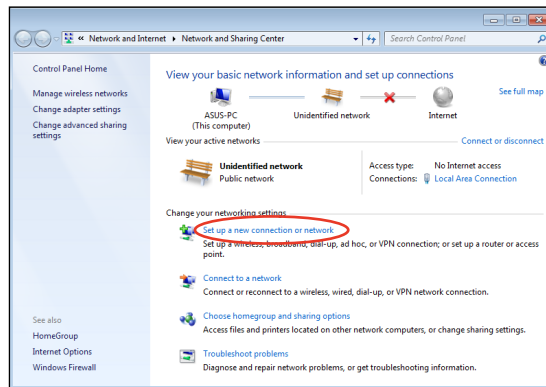 « Network and Internet ▸ Network and Sharing Center
Search Control Panel
Control Panel Home
Manage wireless networks
Change adapter settings
Change advanced sharing
settings
View your basic network information and set up connections
See full map
ASUS-PC
(This computer)
Unidentified network
Internet
View your active networks
Connect or disconnect
Unidentified network
Public network
Access type: No Internet access
Connections: Local Area Connection
Change your networking settings
Set up a new connection or network
Set up a wireless, broadband, dial-up, ad hoc, or VPN connection; or set up a router or access
point.
Connect to a network
Connect or reconnect to a wireless, wired, dial-up, or VPN network connection.
Choose homegroup and sharing options
Access files and printers located on other network computers, or change sharing settings.
Troubleshoot problems
Diagnose and repair network problems, or get troubleshooting information.
See also
HomeGroup
Internet Options
Windows Firewall